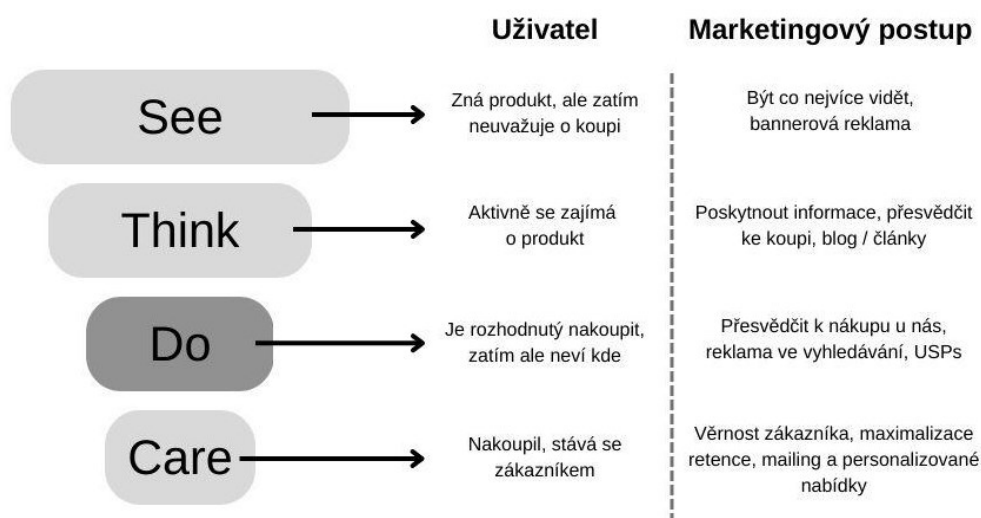 Uživatel
Marketingový postup
See
Zná produkt, ale zatím
neuvažuje o koupi
Být co nejvíce vidět,
bannerová reklama
Think
Aktivně se zajímá
o produkt
Poskytnout informace, přesvědčit
ke koupi, blog / články
Do
Je rozhodnutý nakoupit,
zatím ale neví kde
Přesvědčit k nákupu u nás,
reklama ve vyhledávání, USPs
Care
Nakoupil, stává se
zákazníkem
Věrnost zákazníka, maximalizace
retence, mailing a personalizované
nabídky